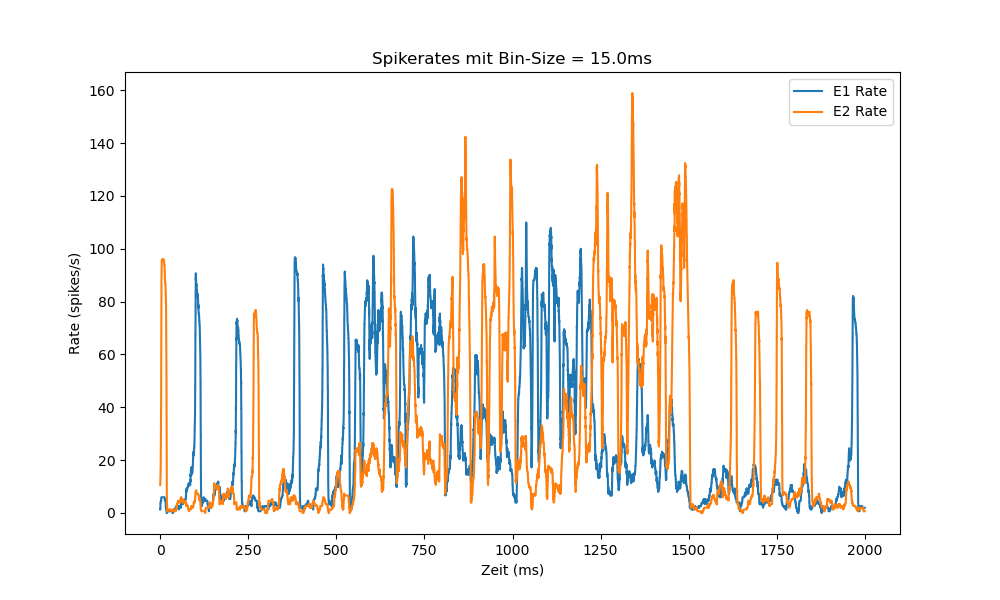 Spikerates mit Bin-Size = 15.0ms
E1 Rate
E2 Rate
Rate (spikes/s)
160
140
120
100
80
60
40
20
0
0 250 500 750 1000 1250 1500 1750 2000
Zeit (ms)